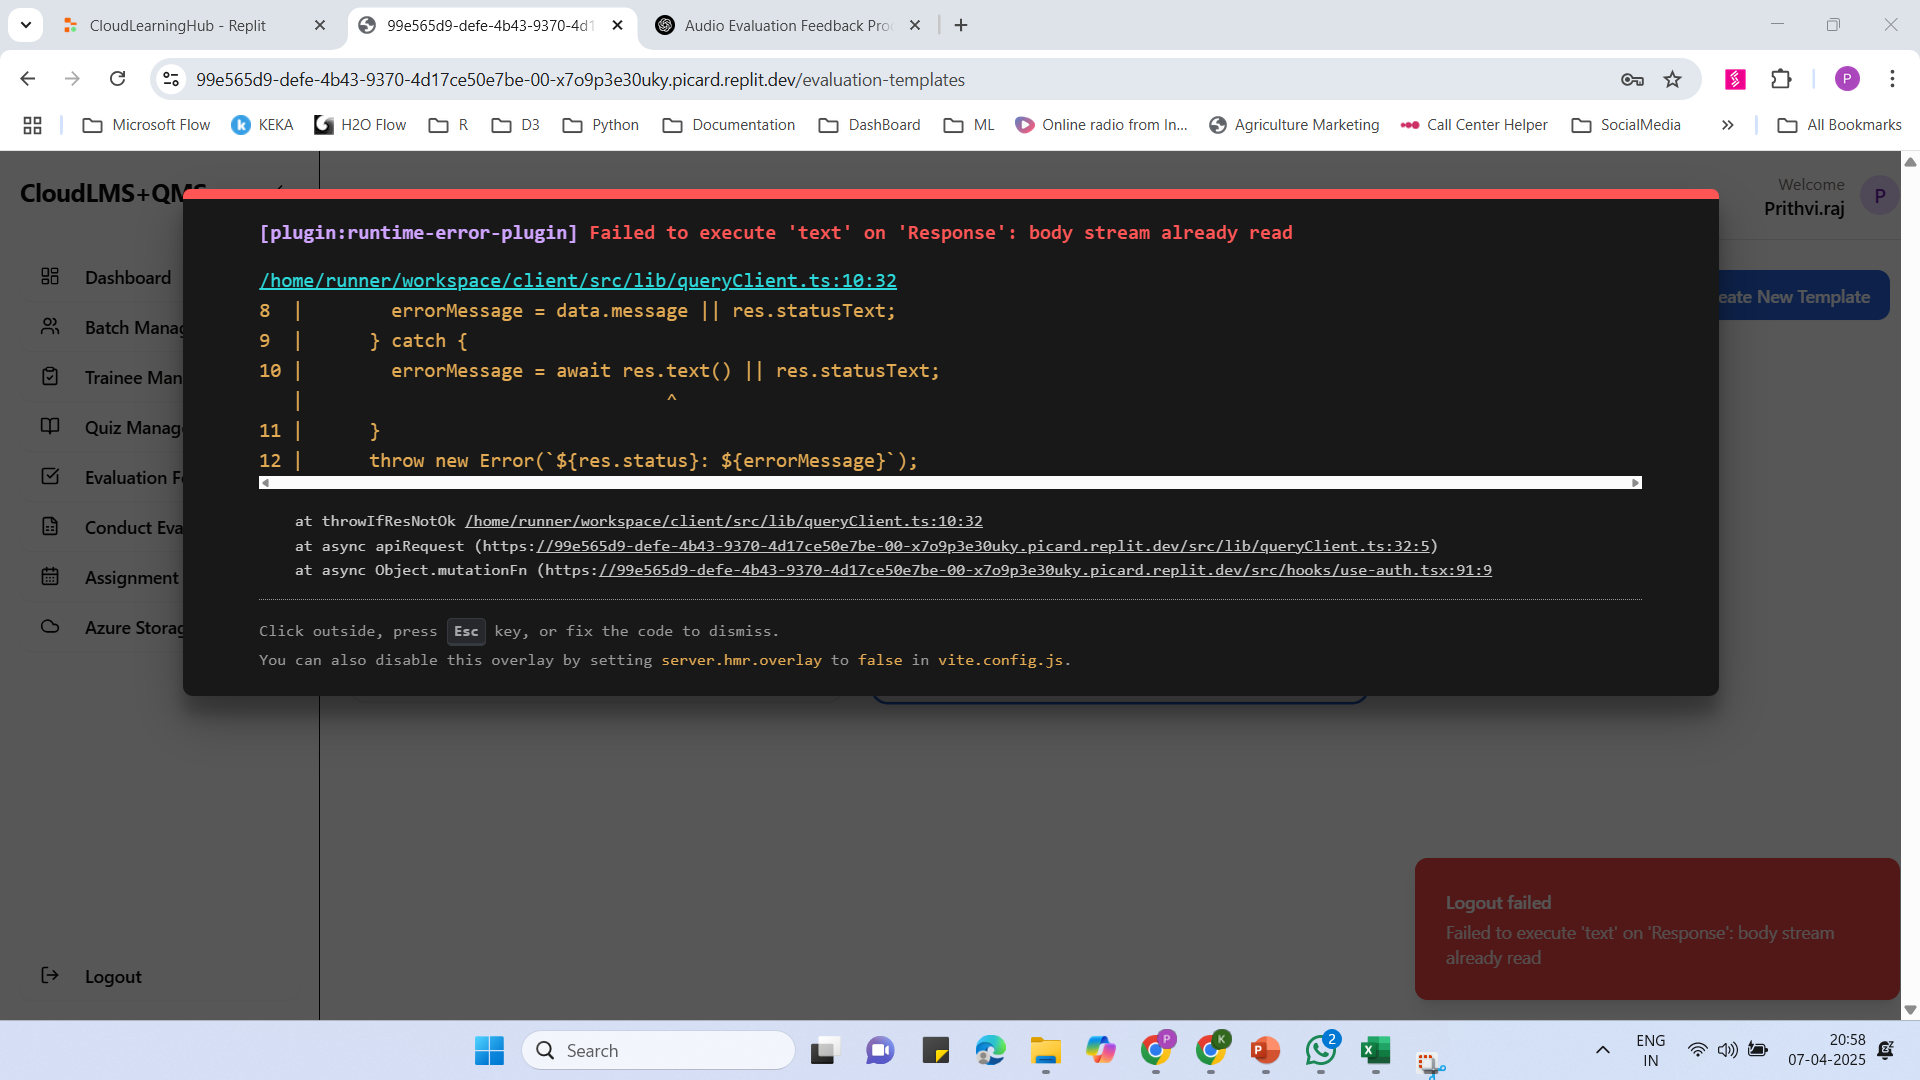 CloudLearningHub - Replit
99e565d9-defe-4b43-9370-4d1
Audio Evaluation Feedback Pro
99e565d9-defe-4b43-9370-4d17ce50e7be-00-x7o9p3e30uky.picard.replit.dev/evaluation-templates
P
Microsoft Flow
KEKA
H2O Flow
R
D3
Python
Documentation
DashBoard
ML
Online radio from In...
Agriculture Marketing
Call Center Helper
SocialMedia
All Bookmarks
CloudLMS+QMS
Welcome
Prithvi.raj
P
Dashboard
Batch Manag
Trainee Man
Quiz Manag
Evaluation F
Conduct Eva
Assignment
Azure Storag
Logout
eate New Template
[plugin:runtime-error-plugin] Failed to execute 'text' on 'Response': body stream already read
/home/runner/workspace/client/src/lib/queryClient.ts:10:32
8 | errorMessage = data.message || res.statusText;
9 | } catch {
10 | errorMessage = await res.text() || res.statusText;
| ^
11 | }
12 | throw new Error(`${res.status}: ${errorMessage}`);
at throwIfResNotOk /home/runner/workspace/client/src/lib/queryClient.ts:10:32
at async apiRequest (https://99e565d9-defe-4b43-9370-4d17ce50e7be-00-x7o9p3e30uky.picard.replit.dev/src/lib/queryClient.ts:32:5)
at async Object.mutationFn (https://99e565d9-defe-4b43-9370-4d17ce50e7be-00-x7o9p3e30uky.picard.replit.dev/src/hooks/use-auth.tsx:91:9
Click outside, press Esc key, or fix the code to dismiss.
You can also disable this overlay by setting server.hmr.overlay to false in vite.config.js.
Logout failed
Failed to execute 'text' on 'Response': body stream
already read
Search
P
K
2
ENG
IN
20:58
07-04-2025